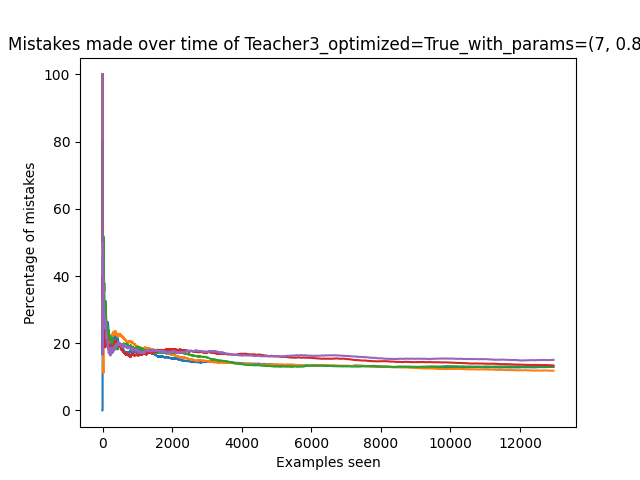 Mistakes made over time of Teacher3_optimized=True_with_params=(7, 0.8
100
80
60
40
20
0
Percentage of mistakes
0 2000 4000 6000 8000 10000 12000
Examples seen